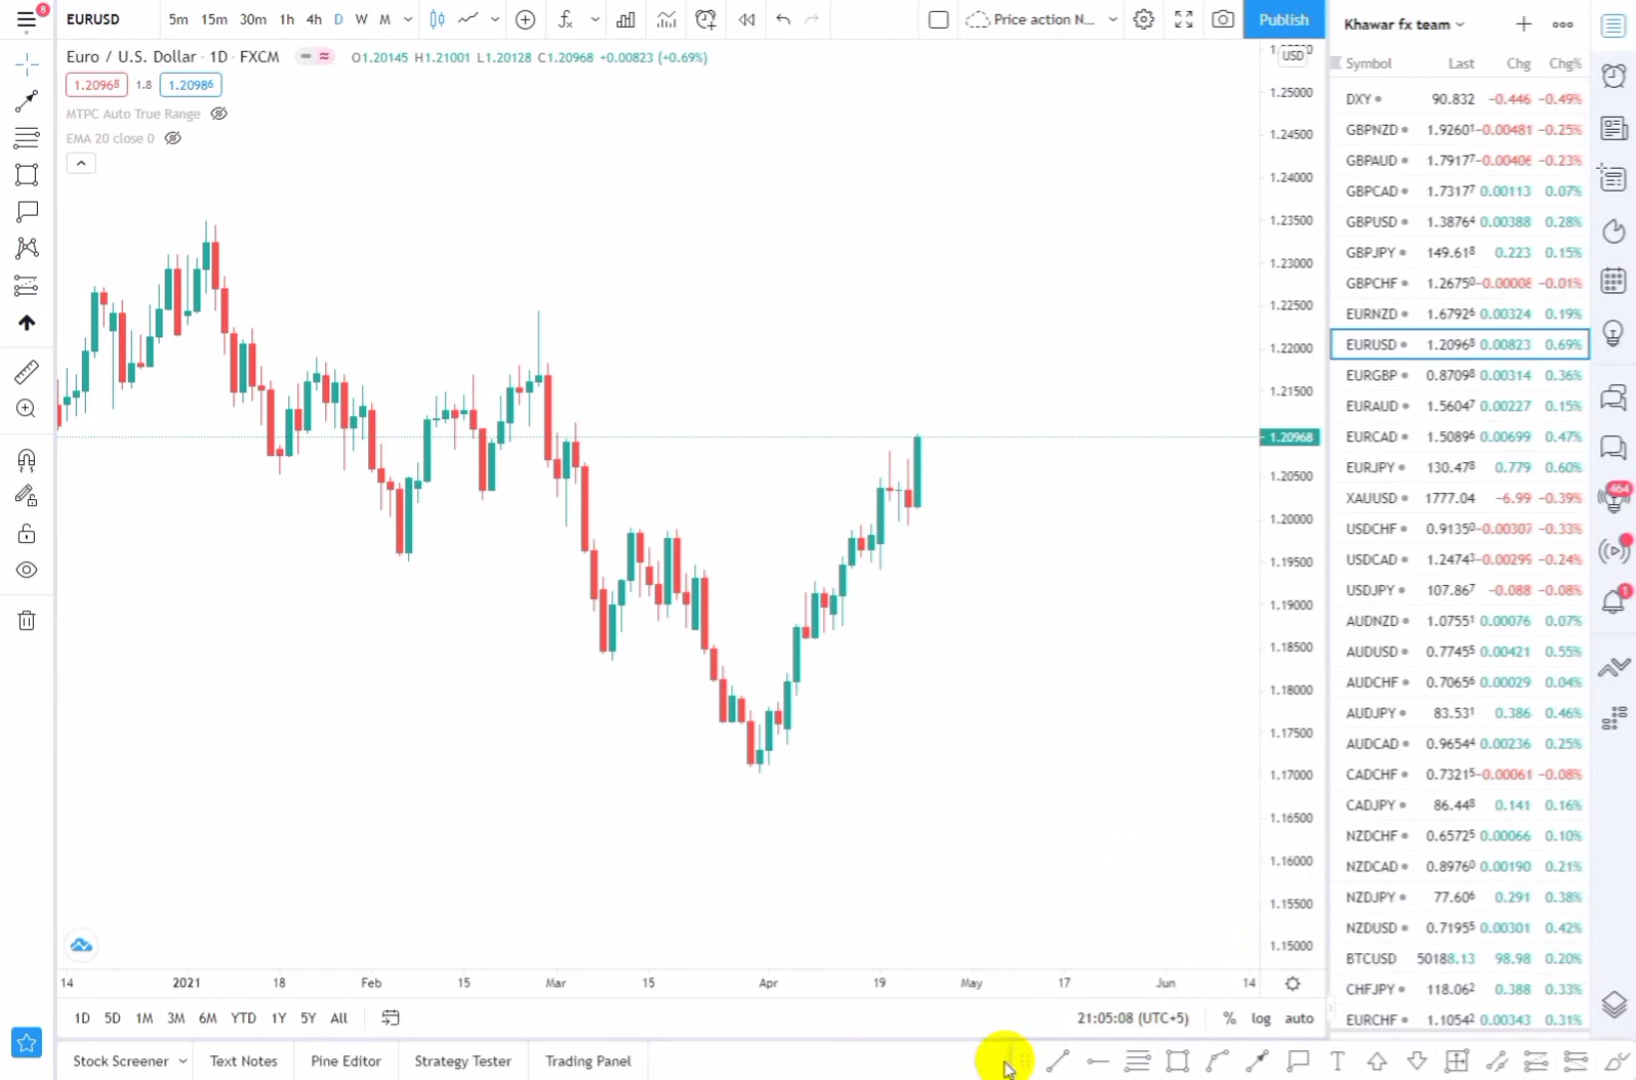 8
EURUSD 5m 15m 30m 1h 4h D W M Price action N... Publish
Euro / U.S. Dollar · 1D · FXCM O1.20145 H1.21001 L1.20128 C1.20968 +0.00823 (+0.69%)
1.20968 1.8 1.20986
MTPC Auto True Range
EMA 20 close 0
USD
1.25000
1.24500
1.24000
1.23500
1.23000
1.22500
1.22000
1.21500
1.20968
1.20500
1.20000
1.19500
1.19000
1.18500
1.18000
1.17500
1.17000
1.16500
1.16000
1.15500
1.15000
14 2021 18 Feb 15 Mar 15 Apr 19 May 17 Jun 14
1D 5D 1M 3M 6M YTD 1Y 5Y All 21:05:08 (UTC+5) % log auto
Stock Screener Text Notes Pine Editor Strategy Tester Trading Panel
Khawar fx team
Symbol Last Chg Chg%
DXY 90.832 -0.446 -0.49%
GBPNZD 1.92601 -0.00481 -0.25%
GBPAUD 1.79177 -0.00406 -0.23%
GBPCAD 1.73177 0.00113 0.07%
GBPUSD 1.38764 0.00388 0.28%
GBPJPY 149.618 0.223 0.15%
GBPCHF 1.26750 -0.00008 -0.01%
EURNZD 1.67926 0.00324 0.19%
EURUSD 1.20968 0.00823 0.69%
EURGBP 0.87098 0.00314 0.36%
EURAUD 1.56047 0.00227 0.15%
EURCAD 1.50896 0.00699 0.47%
EURJPY 130.478 0.779 0.60%
XAUUSD 1777.04 -6.99 -0.39%
USDCHF 0.91350 -0.00307 -0.33%
USDCAD 1.24743 -0.00295 -0.24%
USDJPY 107.867 -0.088 -0.08%
AUDNZD 1.07551 0.00076 0.07%
AUDUSD 0.77455 0.00421 0.55%
AUDCHF 0.70656 0.00029 0.04%
AUDJPY 83.531 0.386 0.46%
AUDCAD 0.96544 0.00236 0.25%
CADCHF 0.73215 -0.00061 -0.08%
CADJPY 86.448 0.141 0.16%
NZDCHF 0.65725 0.00066 0.10%
NZDCAD 0.89760 0.00190 0.21%
NZDJPY 77.606 0.291 0.38%
NZDUSD 0.71955 0.00301 0.42%
BTCUSD 50188.13 98.98 0.20%
CHFJPY 118.062 0.388 0.33%
EURCHF 1.10542 0.00343 0.31%
464
1